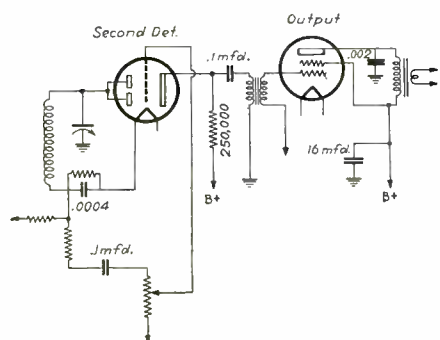 Second Det.
Output
.1mfd.
.002
250,000
16 mfd.
B+
B+
.0004
.1mfd.